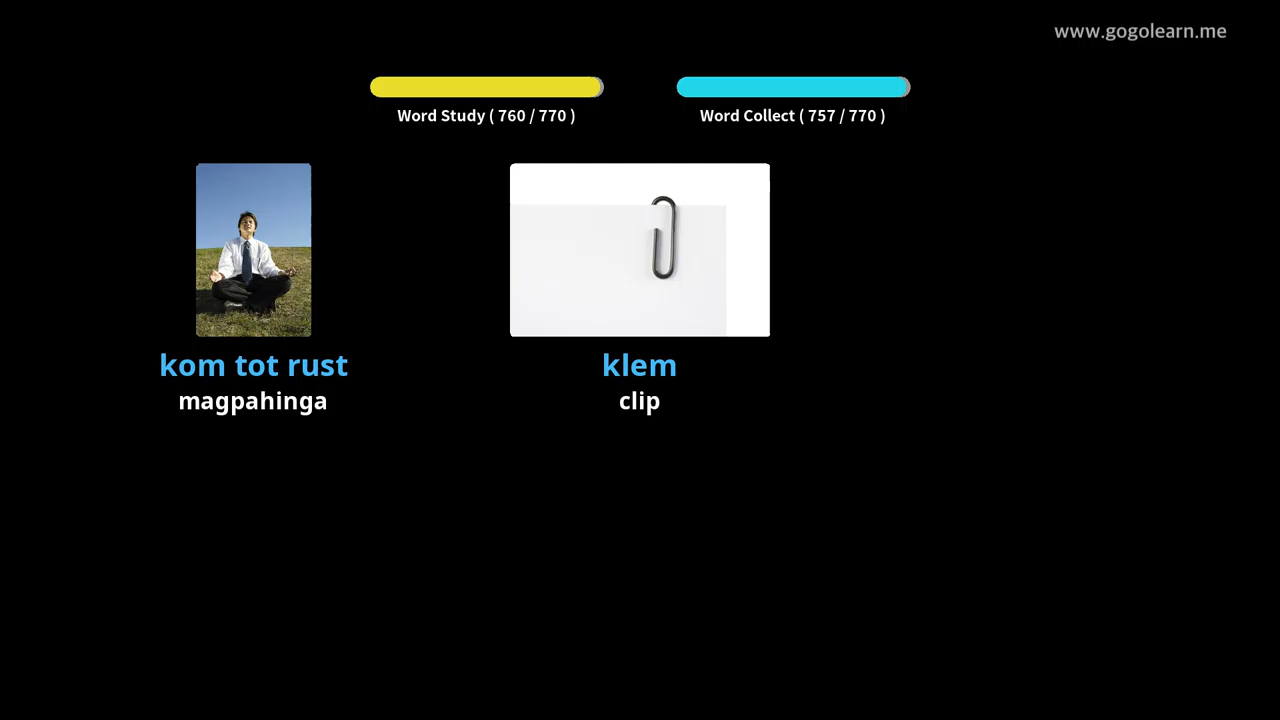 www.gogolearn.me
Word Study ( 760 / 770 )
Word Collect ( 757 / 770 )
kom tot rust
magpahinga
klem
clip